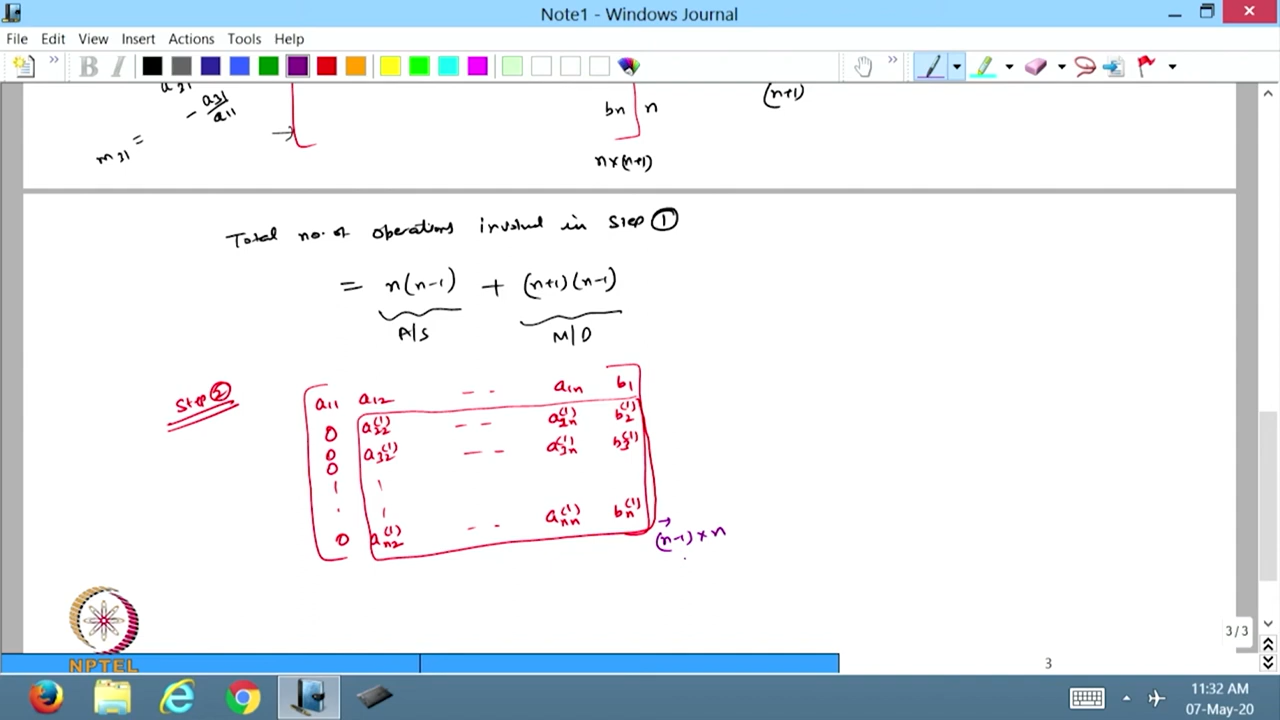 Note1 - Windows Journal
File Edit View Insert Actions Tools Help
B I
a31
- a31/a11
m31 =
bn n
n×(n+1)
(n+1)
Total no. of operations involved in Step ①
= n(n-1) + (n+1)(n-1)
A/S M/D
Step ②
a11 a12 - - a1n b1
0 a22^(1) - - a2n^(1) b2^(1)
0 a32^(1) - - a3n^(1) b3^(1)
0
0 an2^(1) - - ann^(1) bn^(1)
(n-1) × n
NPTEL
3/3
3
11:32 AM
07-May-20